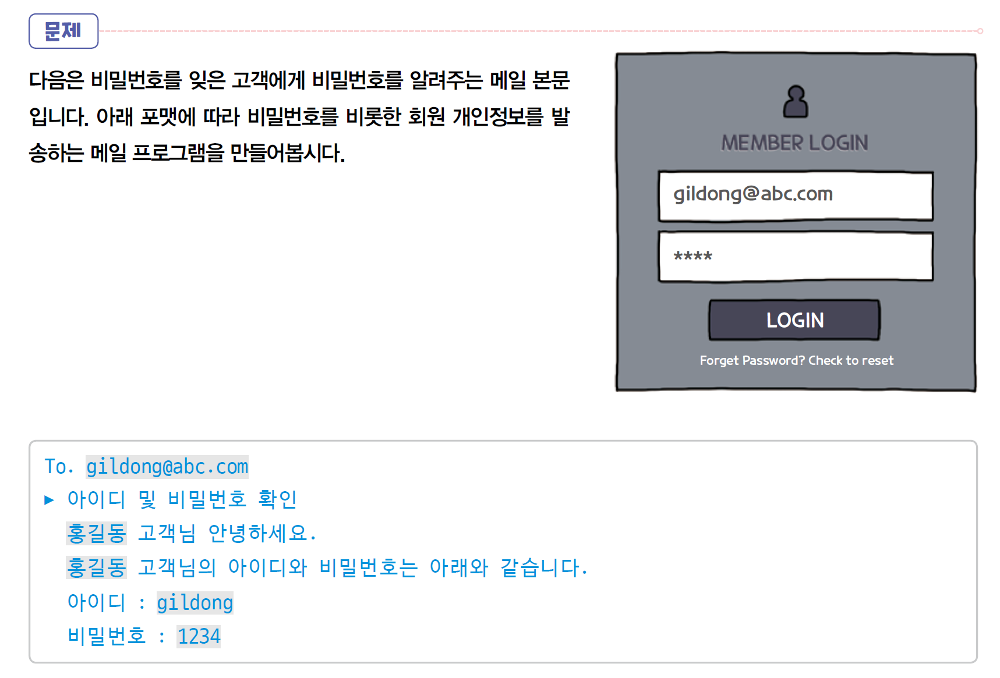 문제
다음은 비밀번호를 잊은 고객에게 비밀번호를 알려주는 메일 본문
입니다. 아래 포맷에 따라 비밀번호를 비롯한 회원 개인정보를 발
송하는 메일 프로그램을 만들어봅시다.
MEMBER LOGIN
gildong@abc.com
****
LOGIN
Forget Password? Check to reset
To. gildong@abc.com
▶ 아이디 및 비밀번호 확인
홍길동 고객님 안녕하세요.
홍길동 고객님의 아이디와 비밀번호는 아래와 같습니다.
아이디 : gildong
비밀번호 : 1234